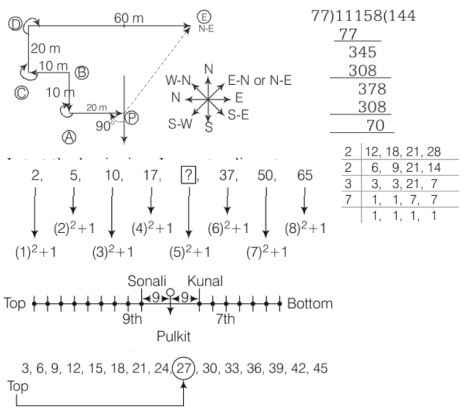 60 m
D
E
N-E
20 m
10 m
B
C
10 m
20 m
P
90°
A
N
W-N
E-N or N-E
N
E
S-W
S-E
S
77)11158(144
77
345
308
378
308
70
2 12, 18, 21, 28
2 6, 9, 21, 14
3 3, 3, 21, 7
7 1, 1, 7, 7
1, 1, 1, 1
2, 5, 10, 17, ?, 37, 50, 65
(2)²+1 (4)²+1 (6)²+1 (8)²+1
(1)²+1 (3)²+1 (5)²+1 (7)²+1
Sonali Kunal
Top 9 9 Bottom
9th 7th
Pulkit
3, 6, 9, 12, 15, 18, 21, 24, 27, 30, 33, 36, 39, 42, 45
Top